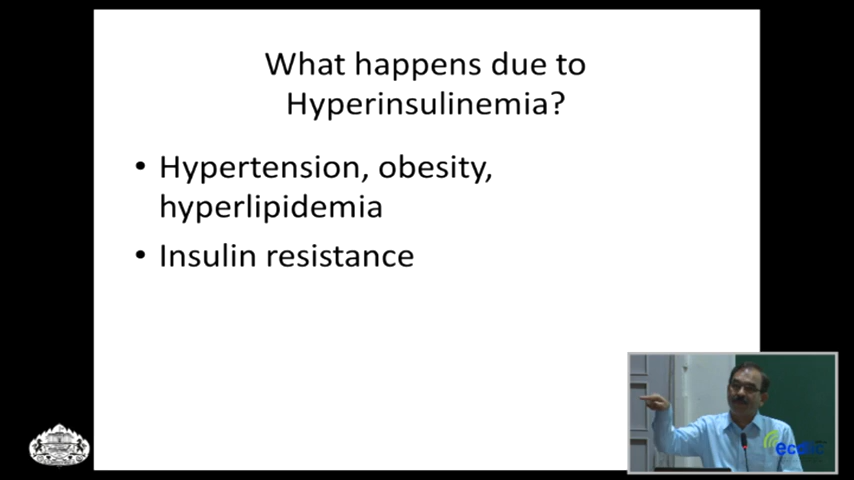 What happens due to
Hyperinsulinemia?
• Hypertension, obesity,
hyperlipidemia
• Insulin resistance